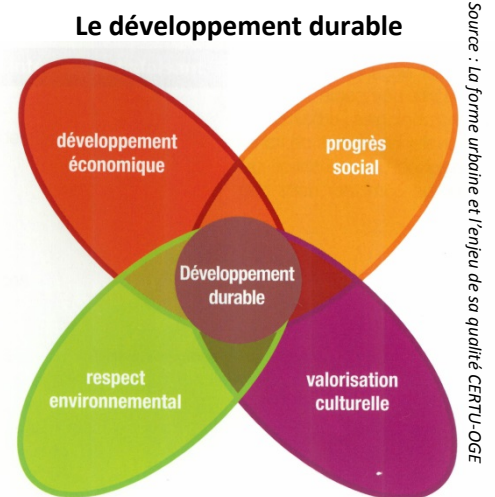 Le développement durable
développement
économique
progrès
social
Développement
durable
respect
environnemental
valorisation
culturelle
Source : La forme urbaine et l'enjeu de sa qualité CERTU-OGE